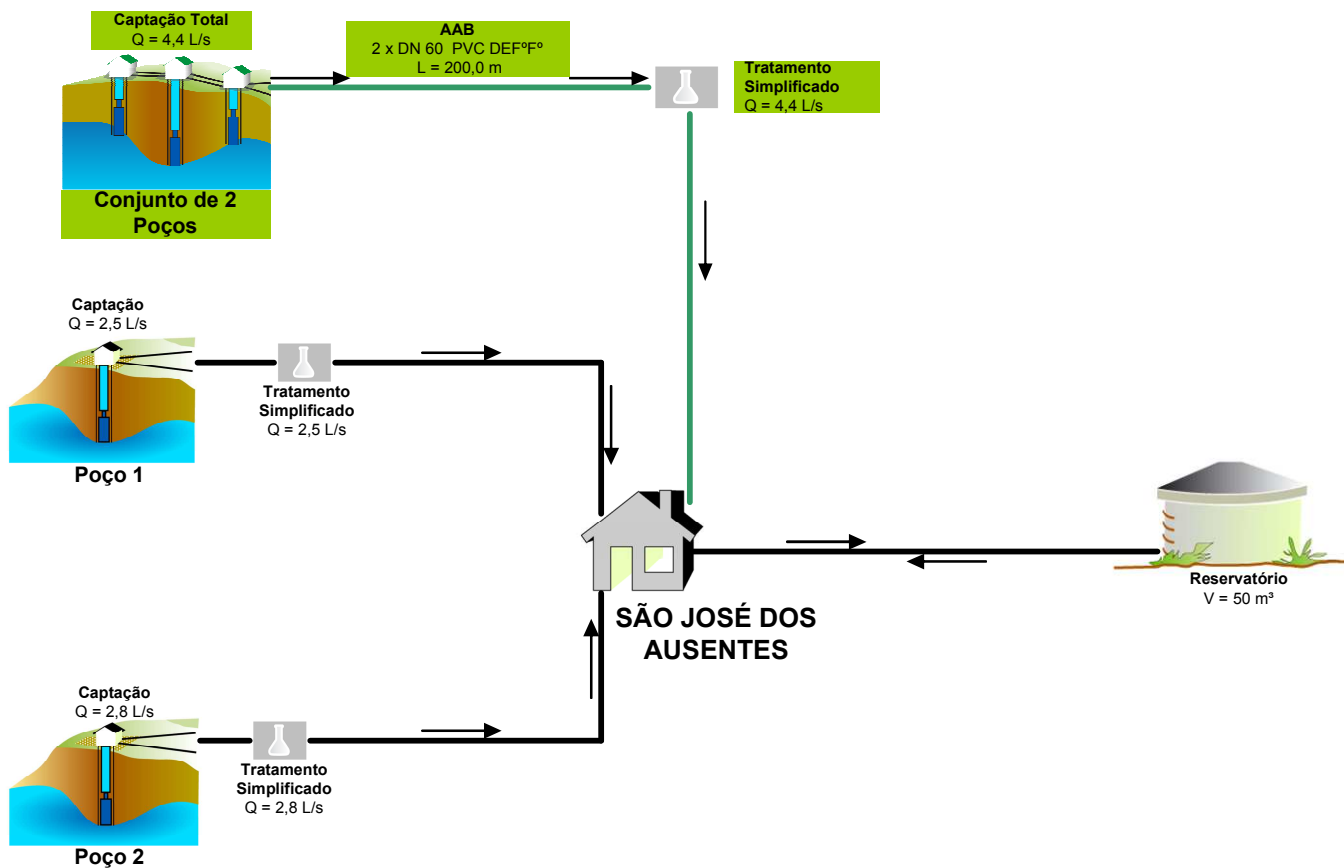 Captação Total
Q = 4,4 L/s
AAB
2 x DN 60 PVC DEFºFº
L = 200,0 m
Tratamento
Simplificado
Q = 4,4 L/s
Conjunto de 2
Poços
Captação
Q = 2,5 L/s
Tratamento
Simplificado
Q = 2,5 L/s
Poço 1
Reservatório
V = 50 m³
SÃO JOSÉ DOS
AUSENTES
Captação
Q = 2,8 L/s
Tratamento
Simplificado
Q = 2,8 L/s
Poço 2